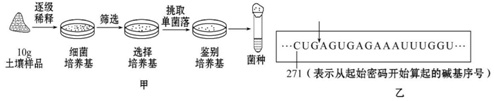 逐级
稀释
筛选
挑取
单菌落
10g
土壤样品
细菌
培养基
选择
培养基
鉴别
培养基
菌种
甲
…CUGAGUGAGAAAUUUGGU…
271(表示从起始密码开始算起的碱基序号)
乙